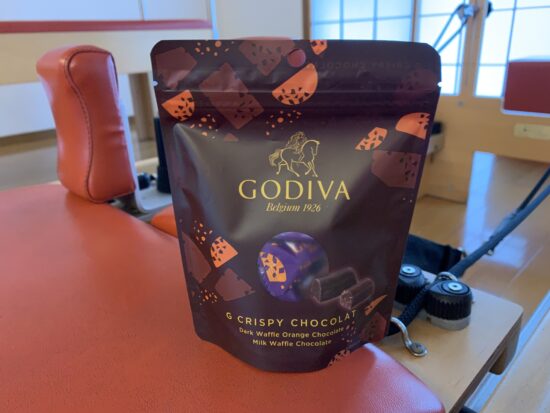 GODIVA
Belgium 1926
G CRISPY CHOCOLAT
Dark Waffle Orange Chocolate &
Milk Waffle Chocolate